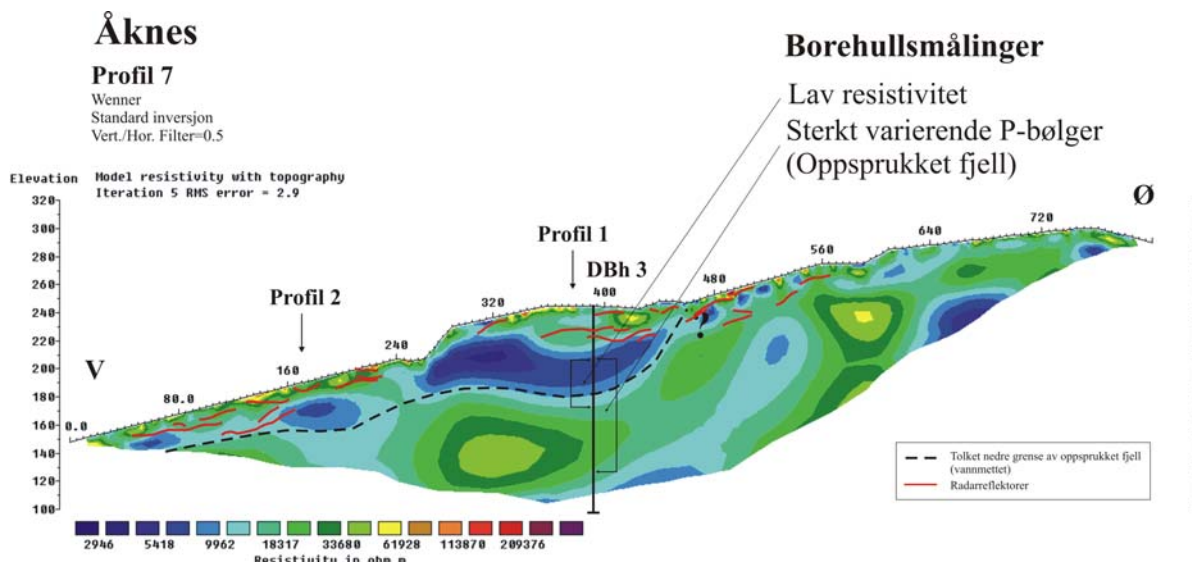 Åknes
Profil 7
Wenner
Standard inversjon
Vert./Hor. Filter=0.5
Borehullsmålinger
Lav resistivitet
Sterkt varierende P-bølger
(Oppsprukket fjell)
Elevation
Model resistivity with topography
Iteration 5 RMS error = 2.9
320
300
280
260
240
220
200
180
160
140
120
100
V
Ø
Profil 2
Profil 1
DBh 3
0.0
80.0
160
240
320
400
480
560
640
720
Tolket nedre grense av oppsprukket fjell
(vannmettet)
Radarreflektorer
2946 5418 9962 18317 33680 61928 113870 209376
Resistivity in ohm.m